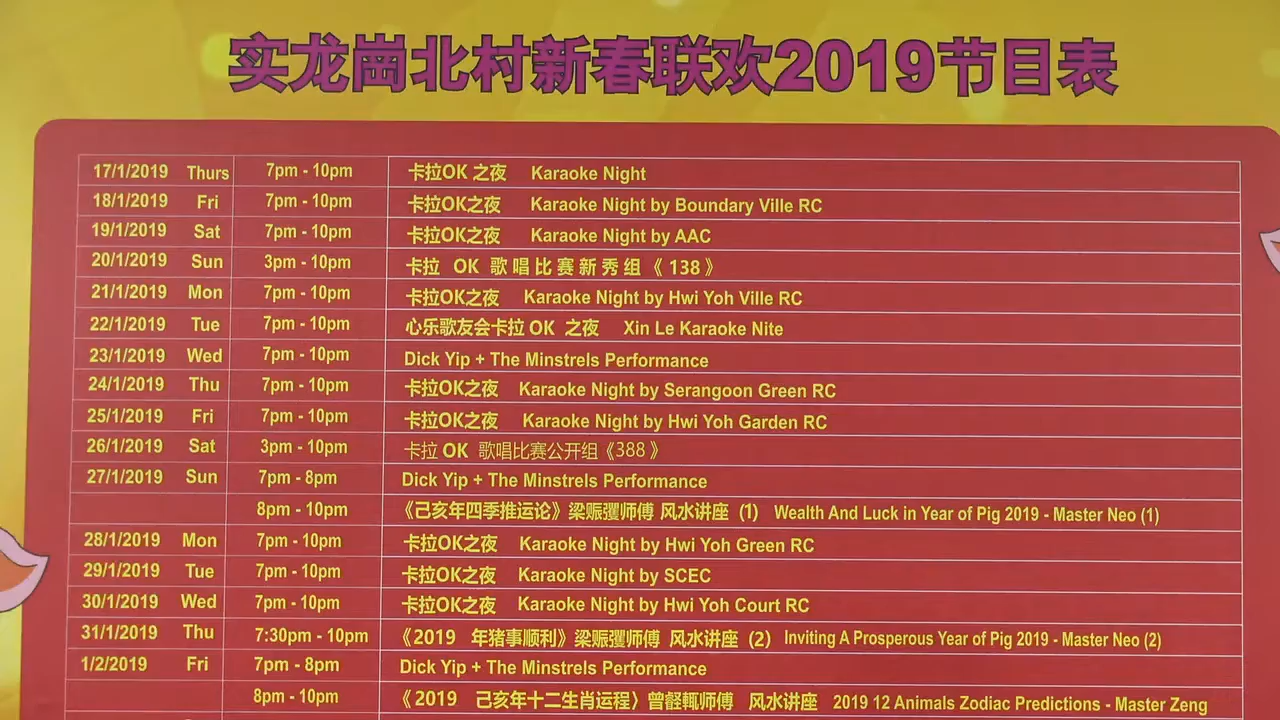 实龙崗北村新春联欢2019节目表
17/1/2019 Thurs 7pm - 10pm 卡拉OK 之夜 Karaoke Night
18/1/2019 Fri 7pm - 10pm 卡拉OK之夜 Karaoke Night by Boundary Ville RC
19/1/2019 Sat 7pm - 10pm 卡拉OK之夜 Karaoke Night by AAC
20/1/2019 Sun 3pm - 10pm 卡拉 OK 歌唱比赛新秀组《138》
21/1/2019 Mon 7pm - 10pm 卡拉OK之夜 Karaoke Night by Hwi Yoh Ville RC
22/1/2019 Tue 7pm - 10pm 心乐歌友会卡拉 OK 之夜 Xin Le Karaoke Nite
23/1/2019 Wed 7pm - 10pm Dick Yip + The Minstrels Performance
24/1/2019 Thu 7pm - 10pm 卡拉OK之夜 Karaoke Night by Serangoon Green RC
25/1/2019 Fri 7pm - 10pm 卡拉OK之夜 Karaoke Night by Hwi Yoh Garden RC
26/1/2019 Sat 3pm - 10pm 卡拉 OK 歌唱比赛公开组《388》
27/1/2019 Sun 7pm - 8pm Dick Yip + The Minstrels Performance
8pm - 10pm 《己亥年四季推运论》梁赈彏师傅 风水讲座 (1) Wealth And Luck in Year of Pig 2019 - Master Neo (1)
28/1/2019 Mon 7pm - 10pm 卡拉OK之夜 Karaoke Night by Hwi Yoh Green RC
29/1/2019 Tue 7pm - 10pm 卡拉OK之夜 Karaoke Night by SCEC
30/1/2019 Wed 7pm - 10pm 卡拉OK之夜 Karaoke Night by Hwi Yoh Court RC
31/1/2019 Thu 7:30pm - 10pm 《2019 年猪事顺利》梁赈彏师傅 风水讲座 (2) Inviting A Prosperous Year of Pig 2019 - Master Neo (2)
1/2/2019 Fri 7pm - 8pm Dick Yip + The Minstrels Performance
8pm - 10pm 《2019 己亥年十二生肖运程》曾师傅 风水讲座 2019 12 Animals Zodiac Predictions - Master Zeng